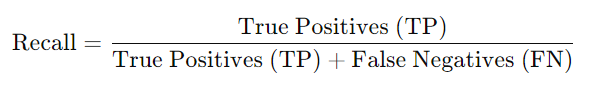 Recall = True Positives (TP) / True Positives (TP) + False Negatives (FN)